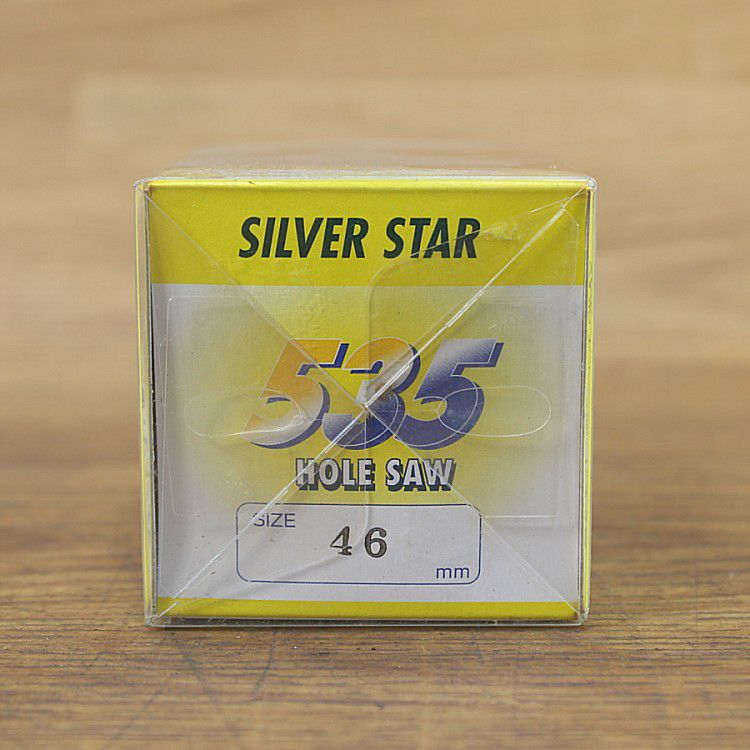 SILVER STAR
535
HOLE SAW
SIZE
46
mm